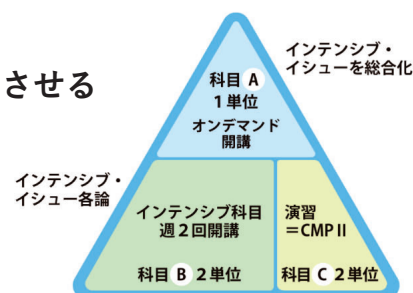 させる
インテンシブ・
イシューを総合化
科目 A
1単位
オンデマンド
開講
インテンシブ・
イシュー各論
インテンシブ科目
週2回開講
科目 B 2単位
演習
＝CMP II
科目 C 2単位